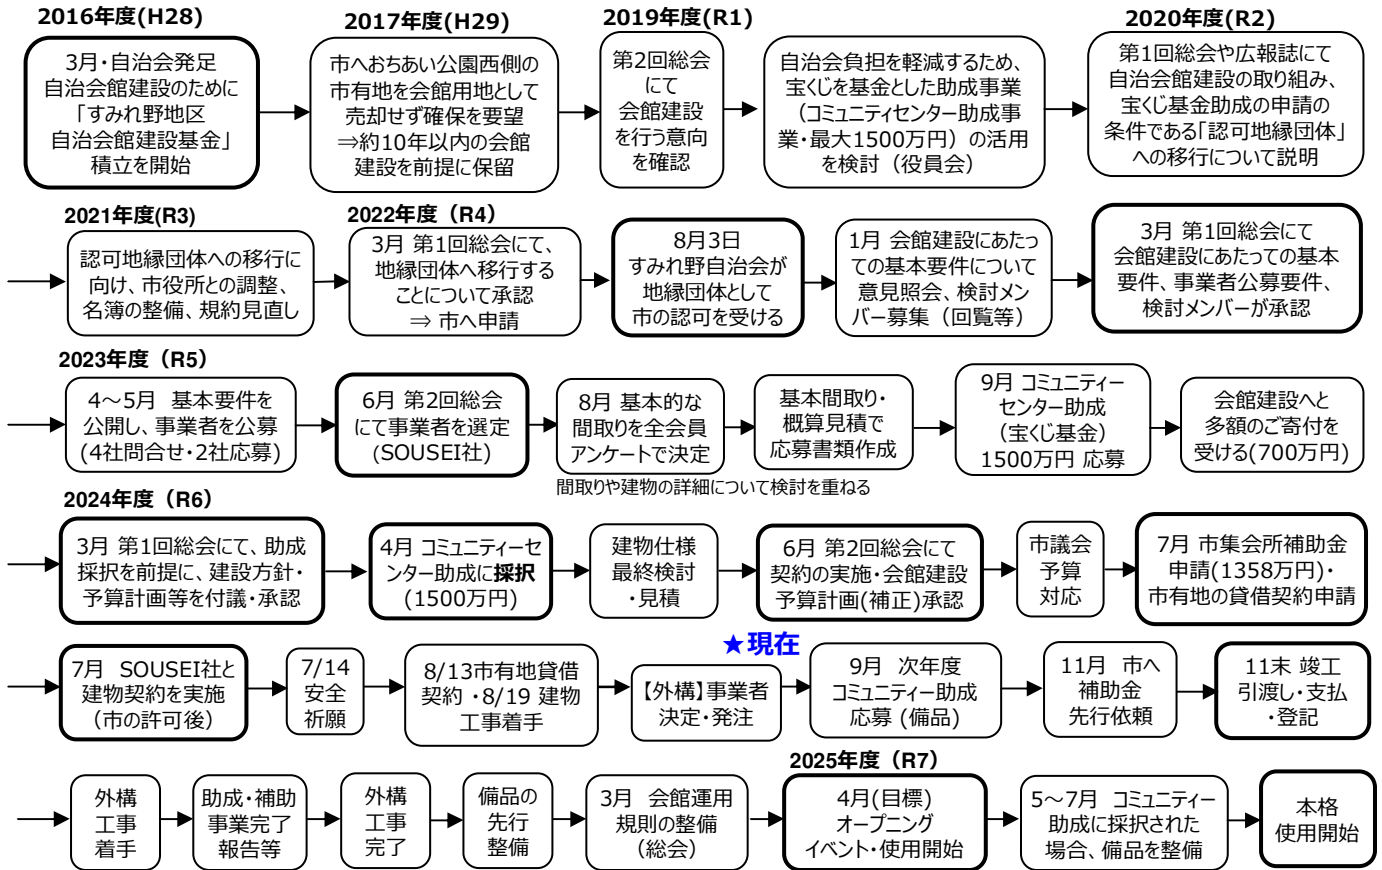 2016年度(H28)
3月・自治会発足
自治会館建設のために
「すみれ野地区
自治会館建設基金」
積立を開始
2017年度(H29)
市へおちあい公園西側の
市有地を会館用地として
売却せず確保を要望
⇒約10年以内の会館
建設を前提に保留
2019年度(R1)
第2回総会
にて
会館建設
を行う意向
を確認
自治会負担を軽減するため、
宝くじを基金とした助成事業
（コミュニティセンター助成事
業・最大1500万円）の活用
を検討（役員会）
2020年度(R2)
第1回総会や広報誌にて
自治会館建設の取り組み、
宝くじ基金助成の申請の
条件である「認可地縁団体」
への移行について説明
2021年度(R3)
認可地縁団体への移行に
向け、市役所との調整、
名簿の整備、規約見直し
2022年度（R4）
3月 第1回総会にて、
地縁団体へ移行する
ことについて承認
⇒ 市へ申請
8月3日
すみれ野自治会が
地縁団体として
市の認可を受ける
1月 会館建設にあたっ
ての基本要件について
意見照会、検討メン
バー募集（回覧等）
3月 第1回総会にて
会館建設にあたっての基本
要件、事業者公募要件、
検討メンバーが承認
2023年度（R5）
4～5月 基本要件を
公開し、事業者を公募
(4社問合せ・2社応募)
6月 第2回総会
にて事業者を選定
(SOUSEI社)
8月 基本的な
間取りを全会員
アンケートで決定
基本間取り・
概算見積で
応募書類作成
9月 コミュニティー
センター助成
（宝くじ基金）
1500万円 応募
会館建設へと
多額のご寄付を
受ける(700万円)
間取りや建物の詳細について検討を重ねる
2024年度（R6）
3月 第1回総会にて、助成
採択を前提に、建設方針・
予算計画等を付議・承認
4月 コミュニティーセ
ンター助成に採択
(1500万円)
建物仕様
最終検討
・見積
6月 第2回総会にて
契約の実施・会館建設
予算計画(補正)承認
市議会
予算
対応
7月 市集会所補助金
申請(1358万円)・
市有地の貸借契約申請
★現在
7月 SOUSEI社と
建物契約を実施
（市の許可後）
7/14
安全
祈願
8/13市有地貸借
契約・8/19 建物
工事着手
【外構】事業者
決定・発注
9月 次年度
コミュニティー助成
応募（備品）
11月 市へ
補助金
先行依頼
11末 竣工
引渡し・支払
・登記
外構
工事
着手
助成・補助
事業完了
報告等
外構
工事
完了
備品の
先行
整備
3月 会館運用
規則の整備
（総会）
2025年度（R7）
4月(目標)
オープニング
イベント・使用開始
5～7月 コミュニティー
助成に採択された
場合、備品を整備
本格
使用開始